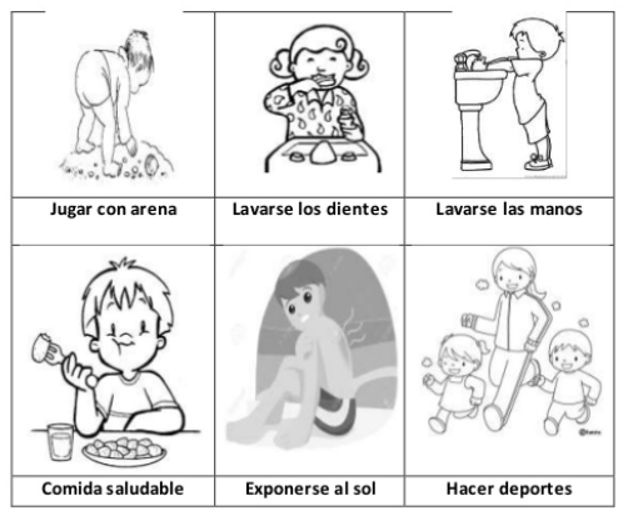 Jugar con arena
Lavarse los dientes
Lavarse las manos
Comida saludable
Exponerse al sol
Hacer deportes